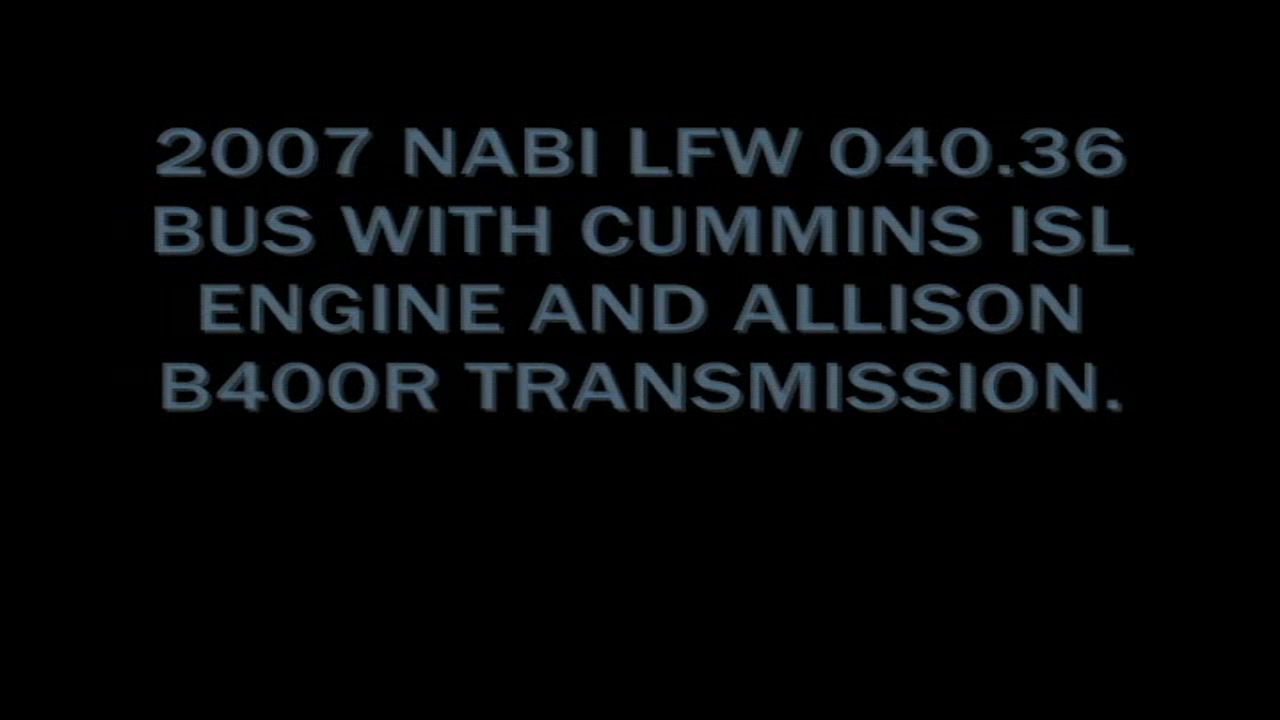 2007 NABI LFW 040.36
BUS WITH CUMMINS ISL
ENGINE AND ALLISON
B400R TRANSMISSION.